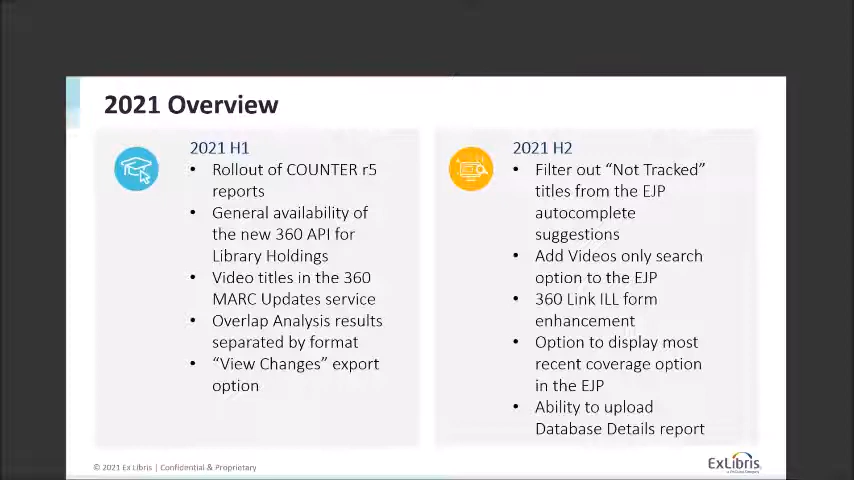 2021 Overview
2021 H1
• Rollout of COUNTER r5
reports
• General availability of
the new 360 API for
Library Holdings
• Video titles in the 360
MARC Updates service
• Overlap Analysis results
separated by format
• “View Changes” export
option
2021 H2
• Filter out “Not Tracked”
titles from the EJP
autocomplete
suggestions
• Add Videos only search
option to the EJP
• 360 Link ILL form
enhancement
• Option to display most
recent coverage option
in the EJP
• Ability to upload
Database Details report
© 2021 Ex Libris | Confidential & Proprietary
ExLibris